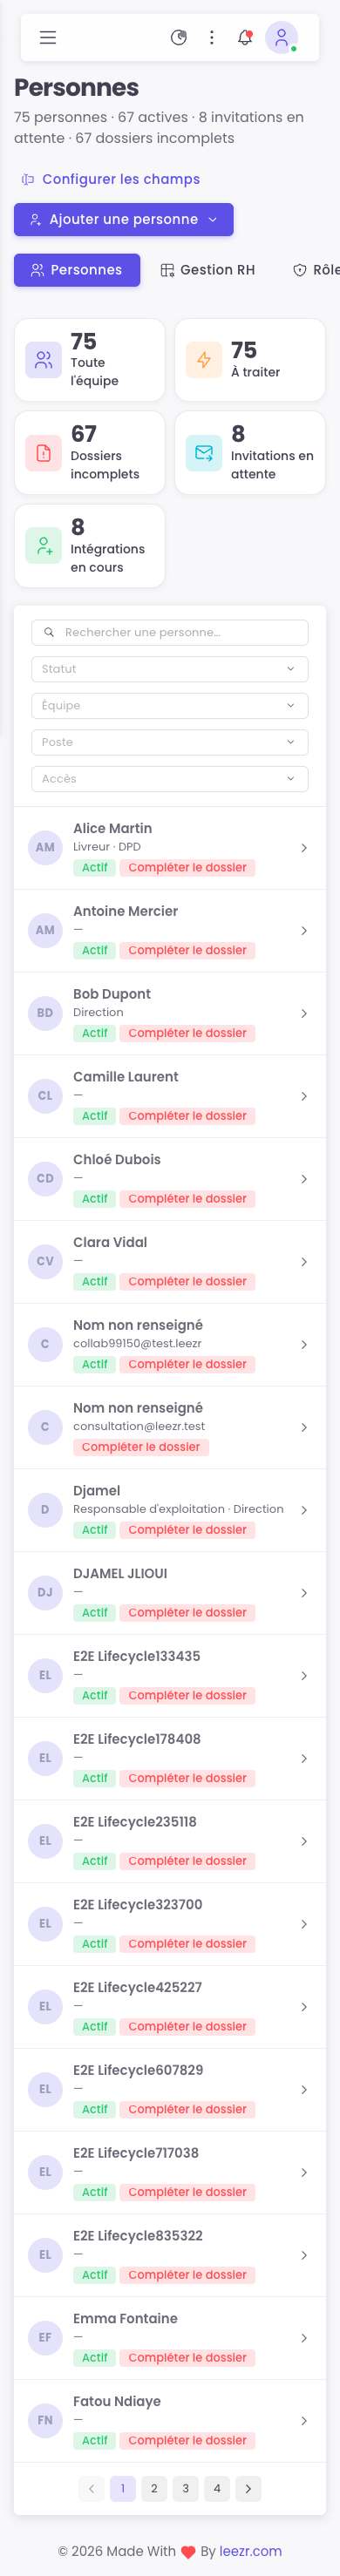 Personnes
75 personnes · 67 actives · 8 invitations en
attente · 67 dossiers incomplets
Configurer les champs
Ajouter une personne
Personnes
Gestion RH
Rôle
75
Toute
l'équipe
75
À traiter
67
Dossiers
incomplets
8
Invitations en
attente
8
Intégrations
en cours
Rechercher une personne...
Statut
Équipe
Poste
Accès
AM
Alice Martin
Livreur · DPD
Actif Compléter le dossier
AM
Antoine Mercier
—
Actif Compléter le dossier
BD
Bob Dupont
Direction
Actif Compléter le dossier
CL
Camille Laurent
—
Actif Compléter le dossier
CD
Chloé Dubois
—
Actif Compléter le dossier
CV
Clara Vidal
—
Actif Compléter le dossier
C
Nom non renseigné
collab99150@test.leezr
Actif Compléter le dossier
C
Nom non renseigné
consultation@leezr.test
Compléter le dossier
D
Djamel
Responsable d'exploitation · Direction
Actif Compléter le dossier
DJ
DJAMEL JLIOUI
—
Actif Compléter le dossier
EL
E2E Lifecycle133435
—
Actif Compléter le dossier
EL
E2E Lifecycle178408
—
Actif Compléter le dossier
EL
E2E Lifecycle235118
—
Actif Compléter le dossier
EL
E2E Lifecycle323700
—
Actif Compléter le dossier
EL
E2E Lifecycle425227
—
Actif Compléter le dossier
EL
E2E Lifecycle607829
—
Actif Compléter le dossier
EL
E2E Lifecycle717038
—
Actif Compléter le dossier
EL
E2E Lifecycle835322
—
Actif Compléter le dossier
EF
Emma Fontaine
—
Actif Compléter le dossier
FN
Fatou Ndiaye
—
Actif Compléter le dossier
1 2 3 4
© 2026 Made With ❤ By leezr.com